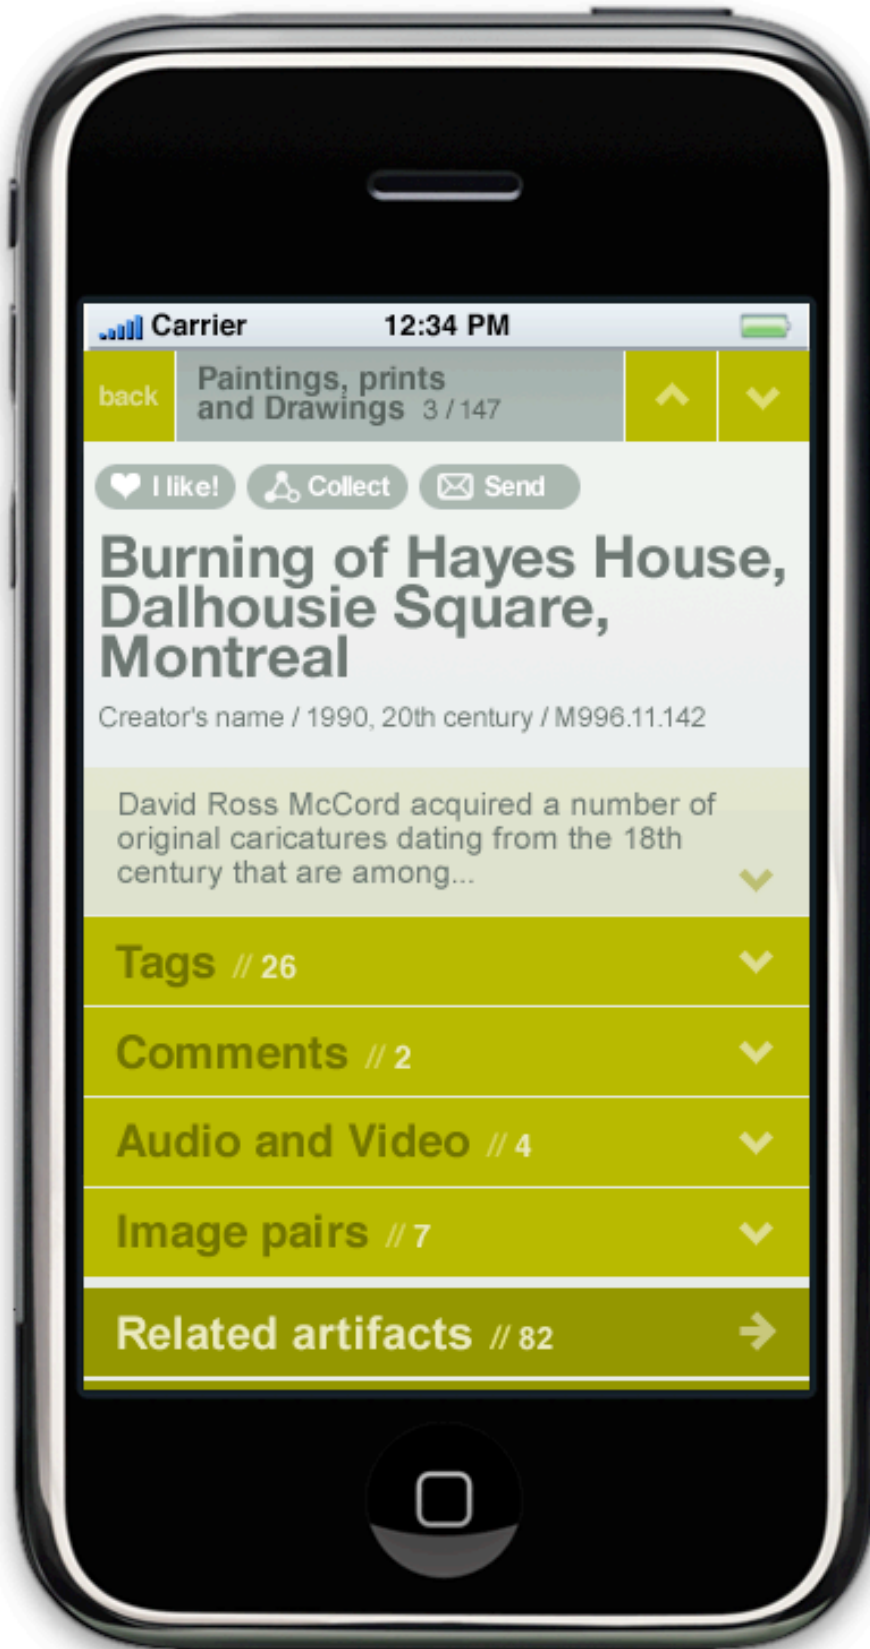 Carrier 12:34 PM
back
Paintings, prints
and Drawings 3 / 147
I like! Collect Send
Burning of Hayes House,
Dalhousie Square,
Montreal
Creator's name / 1990, 20th century / M996.11.142
David Ross McCord acquired a number of
original caricatures dating from the 18th
century that are among...
Tags // 26
Comments // 2
Audio and Video // 4
Image pairs // 7
Related artifacts // 82